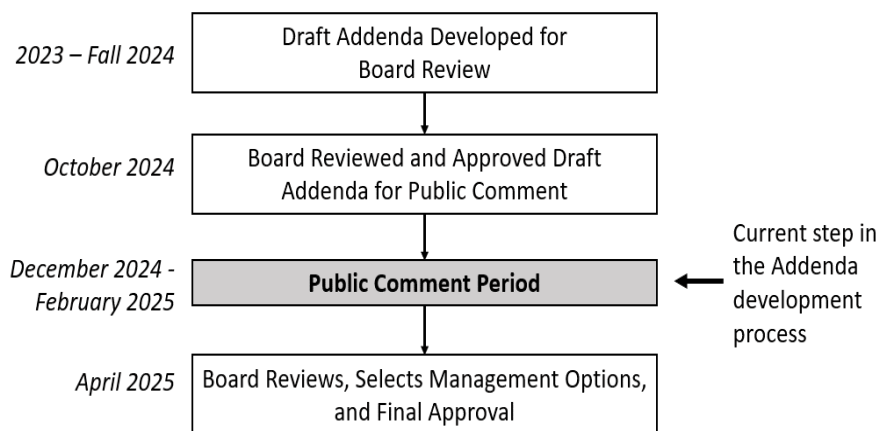 2023 – Fall 2024
Draft Addenda Developed for
Board Review
October 2024
Board Reviewed and Approved Draft
Addenda for Public Comment
December 2024 -
February 2025
Public Comment Period
Current step in
the Addenda
development
process
April 2025
Board Reviews, Selects Management Options,
and Final Approval